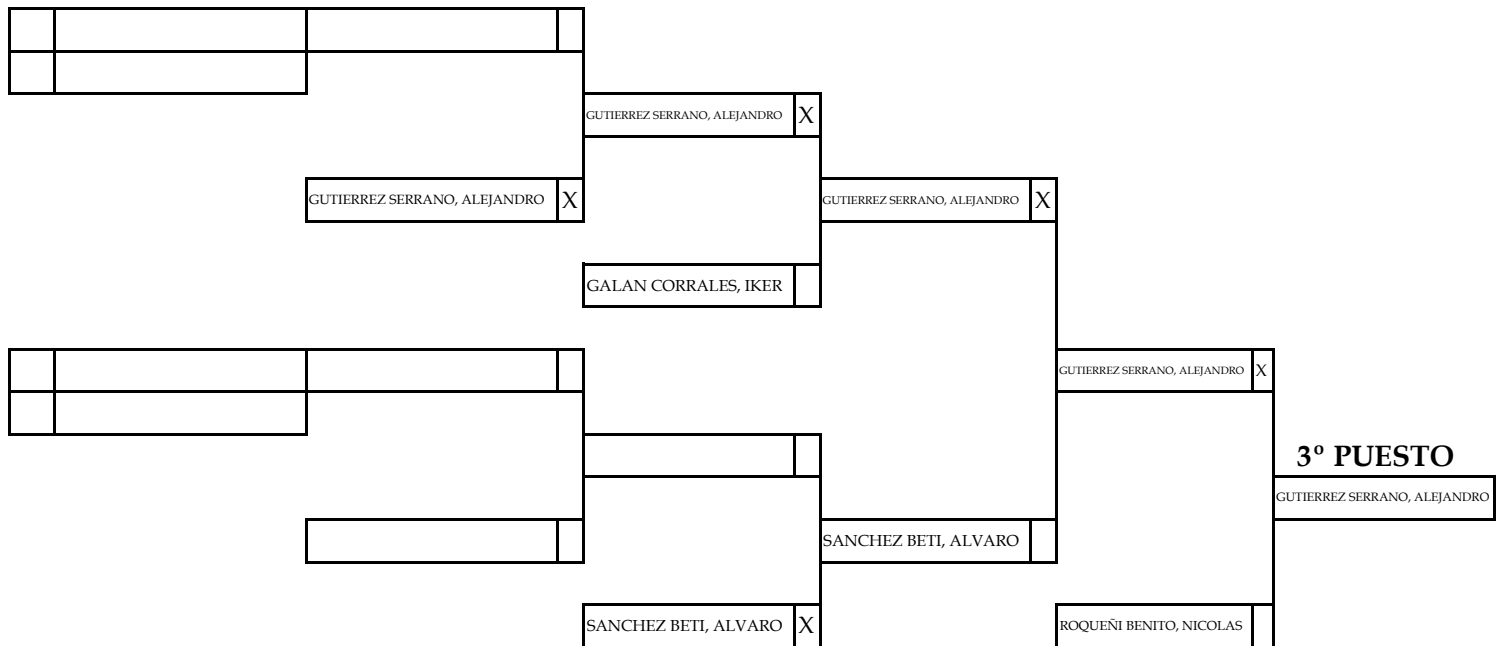 GUTIERREZ SERRANO, ALEJANDRO X
GUTIERREZ SERRANO, ALEJANDRO X
GUTIERREZ SERRANO, ALEJANDRO X
GALAN CORRALES, IKER
GUTIERREZ SERRANO, ALEJANDRO X
3º PUESTO
GUTIERREZ SERRANO, ALEJANDRO
SANCHEZ BETI, ALVARO
SANCHEZ BETI, ALVARO X
ROQUEÑI BENITO, NICOLAS